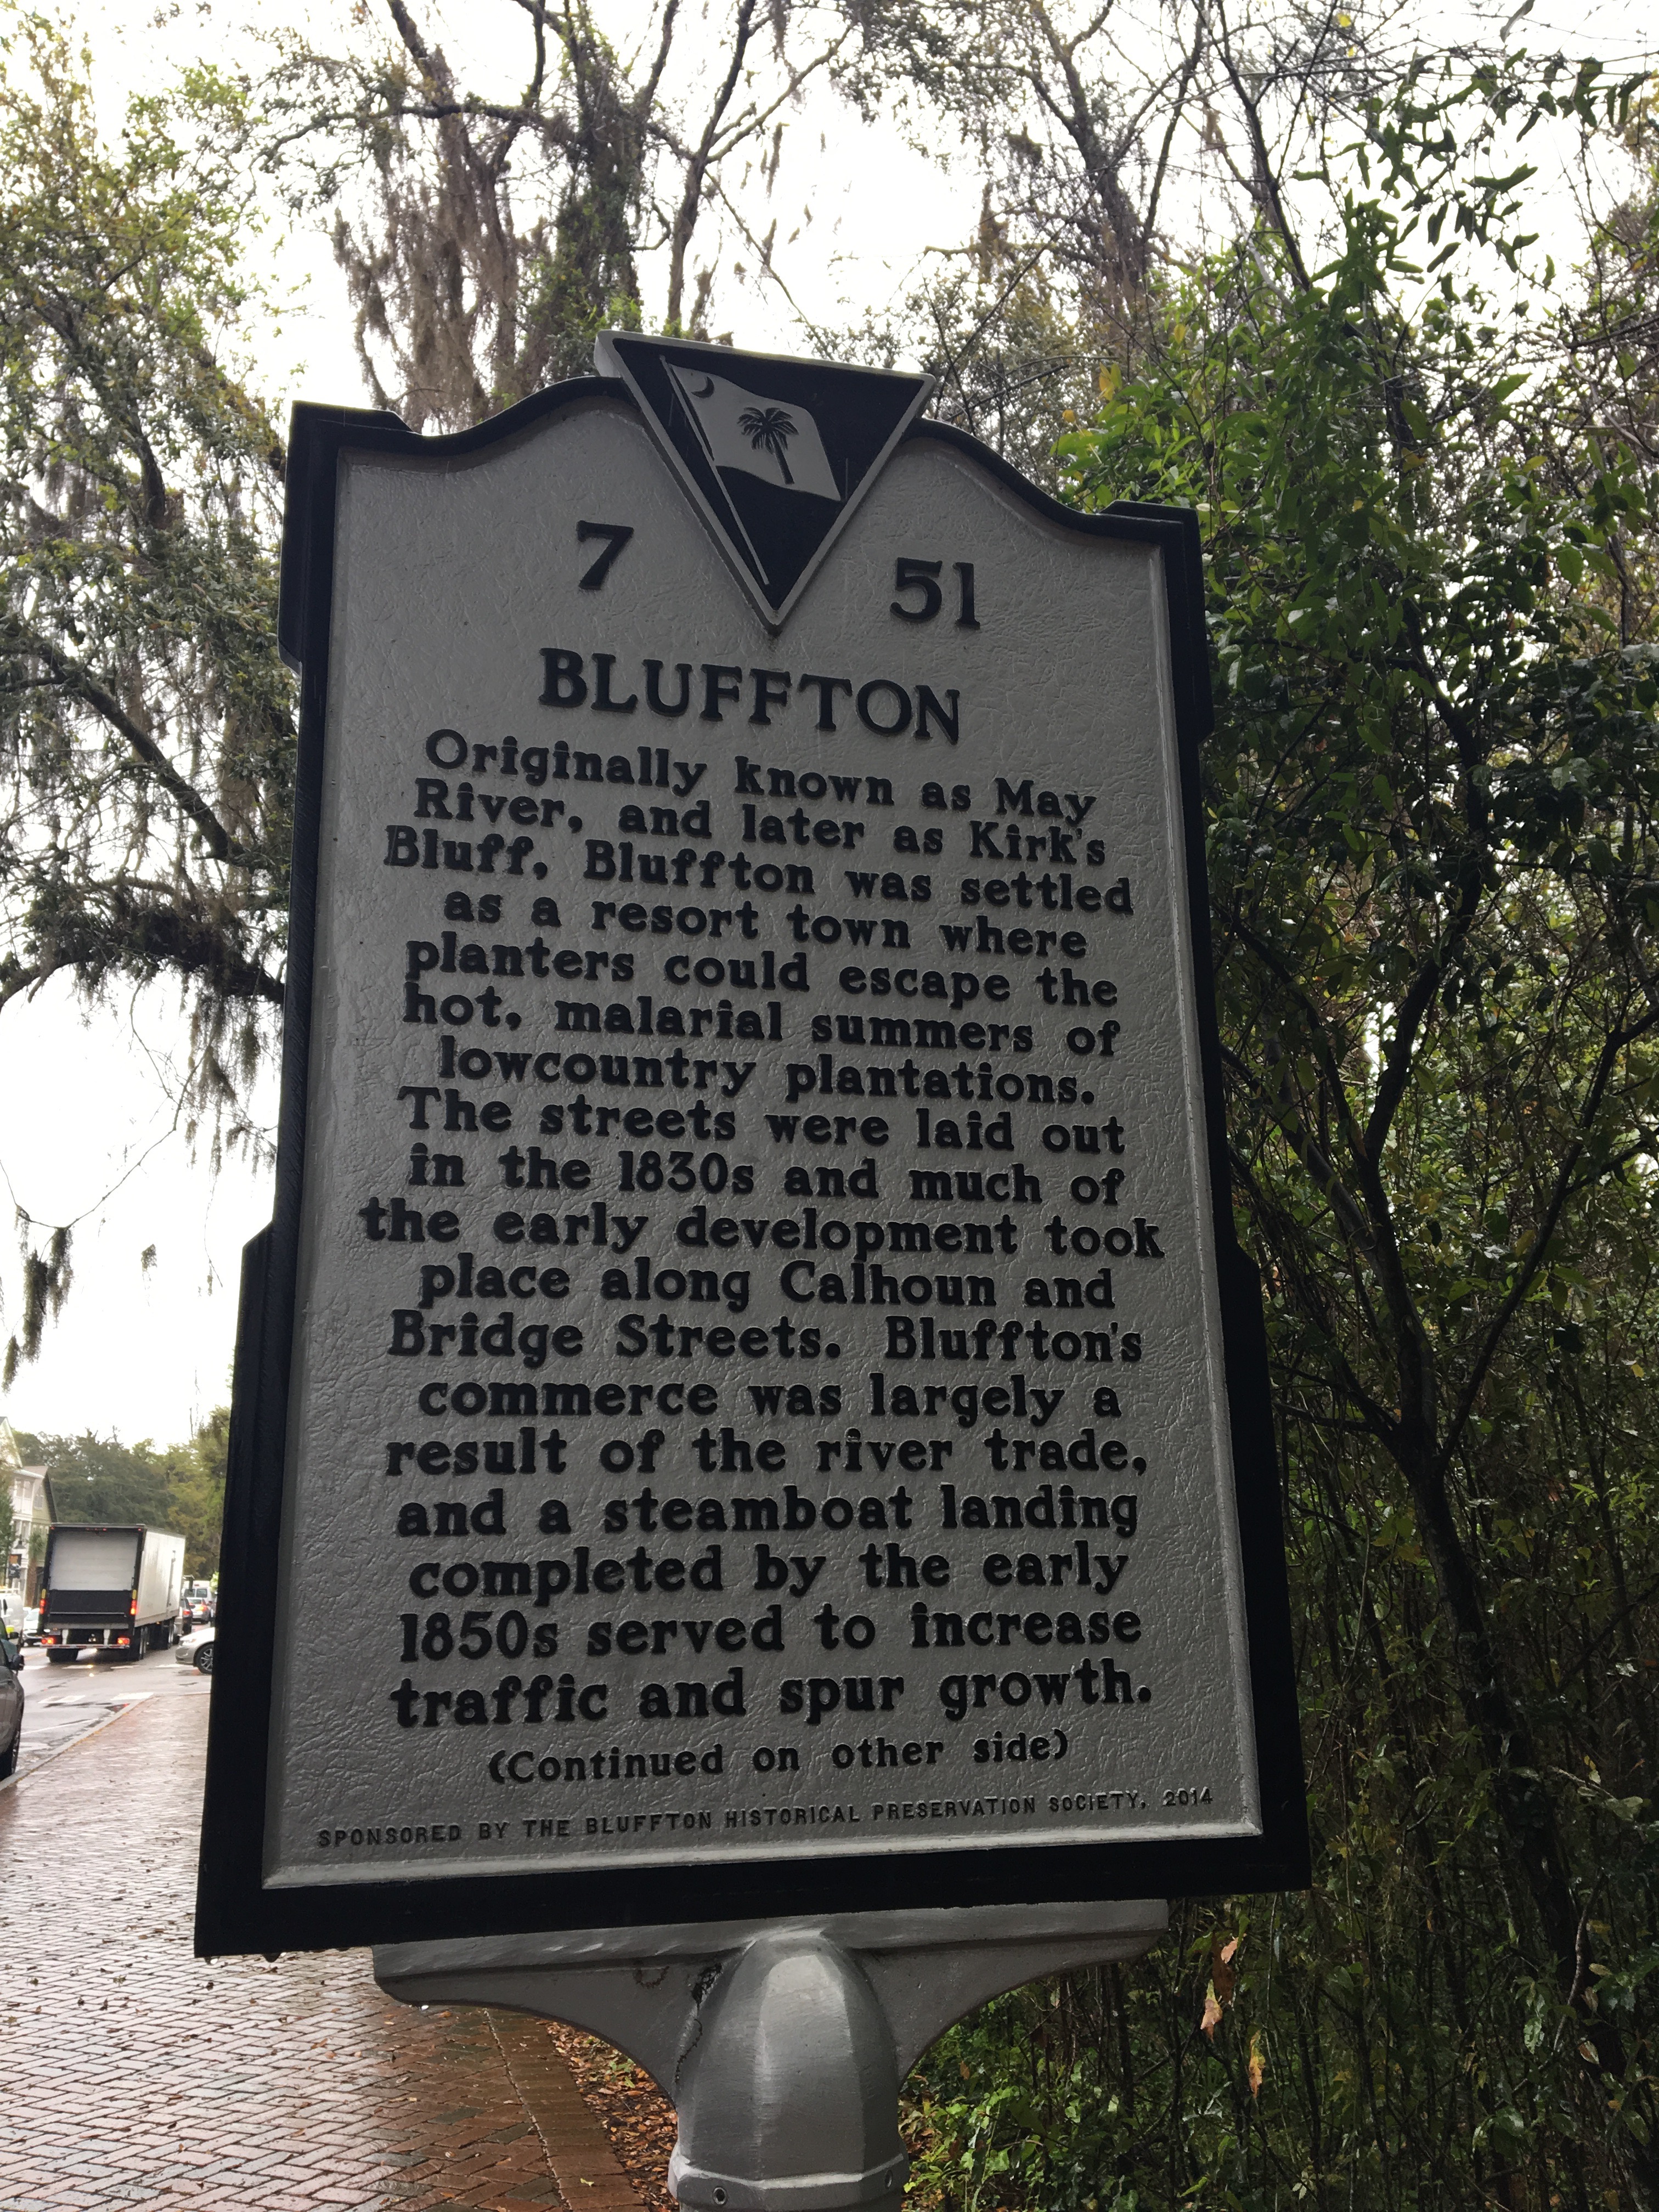 7 51
BLUFFTON
Originally known as May
River, and later as Kirk's
Bluff, Bluffton was settled
as a resort town where
planters could escape the
hot, malarial summers of
lowcountry plantations.
The streets were laid out
in the 1830s and much of
the early development took
place along Calhoun and
Bridge Streets. Bluffton's
commerce was largely a
result of the river trade,
and a steamboat landing
completed by the early
1850s served to increase
traffic and spur growth.
(Continued on other side)
SPONSORED BY THE BLUFFTON HISTORICAL PRESERVATION SOCIETY, 2014